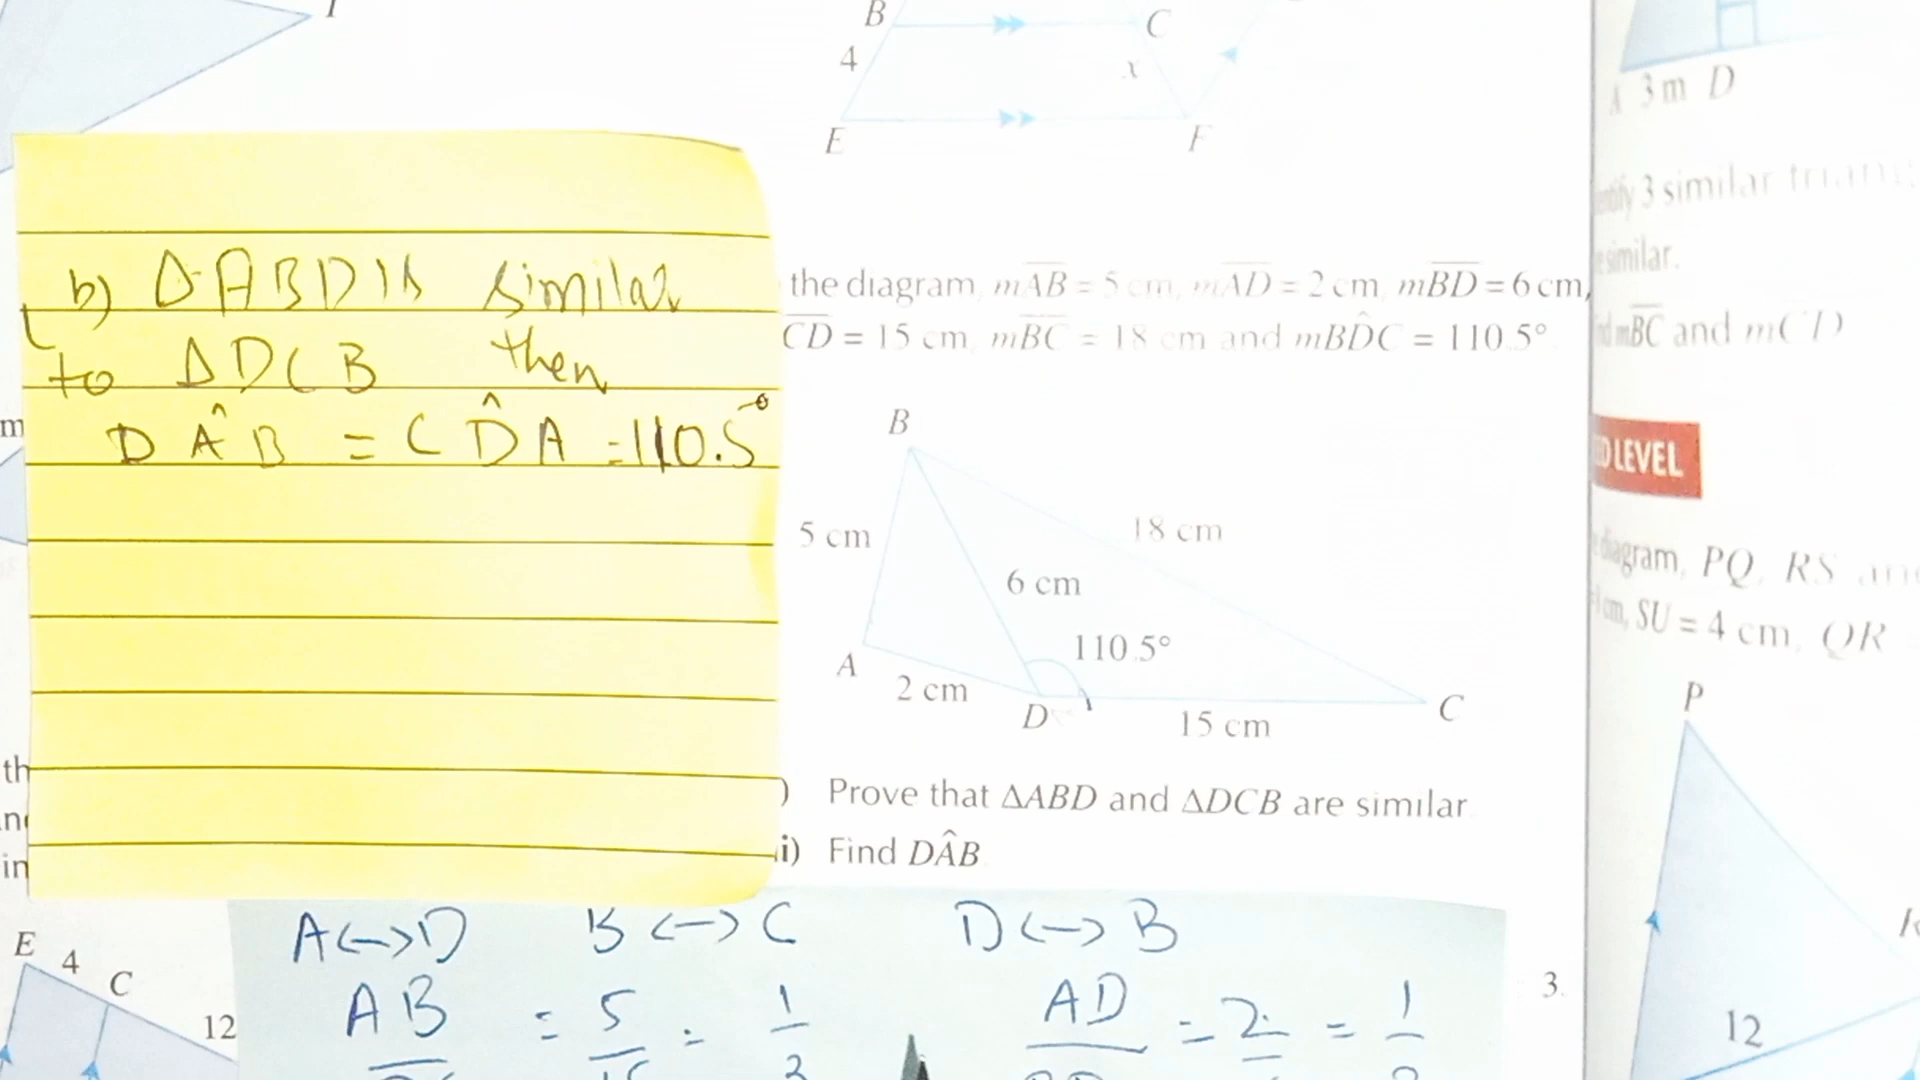 B
C
4
x
E
F
A 3 m D
3 similar
similar.
b) ΔABD is similar
to ΔDCB then
DÂB = CD̂A = 110.5°
the diagram, mAB = 5 cm, mAD = 2 cm, mBD = 6 cm,
CD = 15 cm, mBC = 18 cm and mBD̂C = 110.5°
mBC and mCD
LEVEL
B
5 cm
18 cm
6 cm
110.5°
A
2 cm
D
15 cm
C
diagram, PQ, RS
cm, SU = 4 cm, QR
P
) Prove that ΔABD and ΔDCB are similar.
i) Find DÂB
A<->D B<->C D<->B
AB = 5 = 1
AD = 2 = 1
E
4
C
12
3.
12